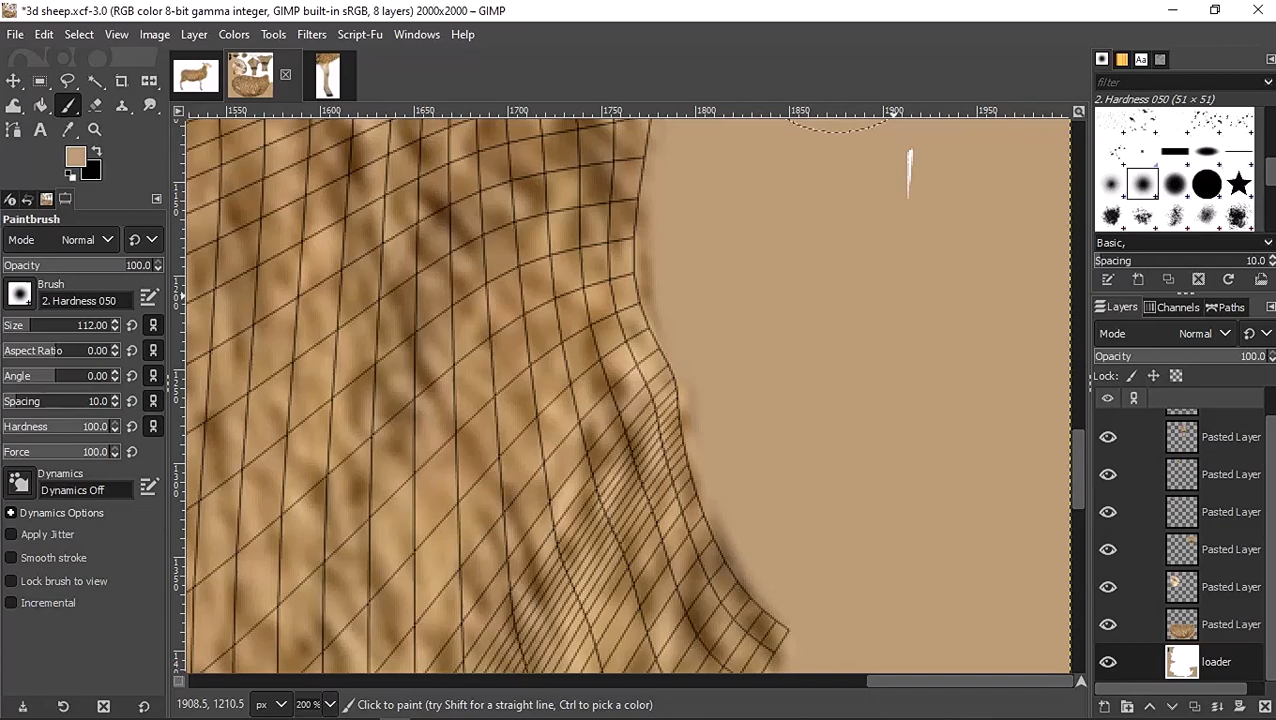 *3d sheep.xcf-3.0 (RGB color 8-bit gamma integer, GIMP built-in sRGB, 8 layers) 2000x2000 – GIMP
File Edit Select View Image Layer Colors Tools Filters Script-Fu Windows Help
filter
2. Hardness 050 (51 × 51)
1550 1600 1650 1700 1750 1800 1850 1900 1950
Paintbrush
Mode Normal
Opacity 100.0
Brush
2. Hardness 050
Size 112.00
Aspect Ratio 0.00
Angle 0.00
Spacing 10.0
Hardness 100.0
Force 100.0
Dynamics
Dynamics Off
Dynamics Options
Apply Jitter
Smooth stroke
Lock brush to view
Incremental
Basic,
Spacing 10.0
Layers Channels Paths
Mode Normal
Opacity 100.0
Lock:
Pasted Layer
Pasted Layer
Pasted Layer
Pasted Layer
Pasted Layer
Pasted Layer
loader
1908.5, 1210.5 px 200 % Click to paint (try Shift for a straight line, Ctrl to pick a color)